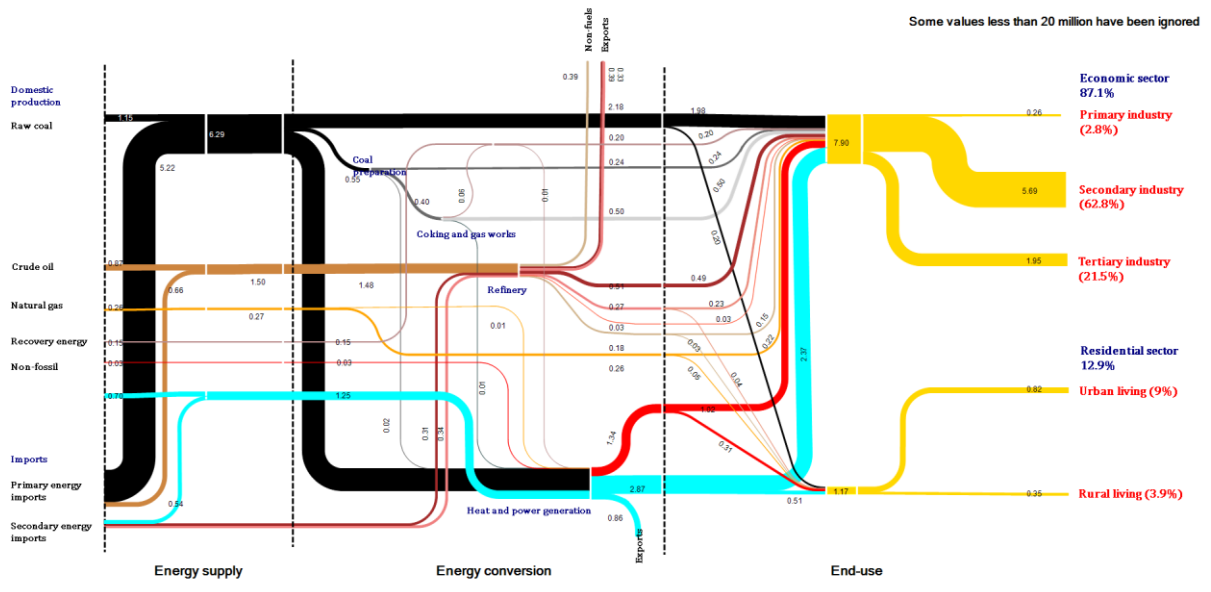 Some values less than 20 million have been ignored
Non-fuels
Exports
Domestic
production
Raw coal
1.15
6.29
5.22
0.39
0.39
0.33
2.18
1.98
0.20
0.20
0.24
0.24
Coal
preparation
0.55
0.40
0.06
0.01
0.50
0.50
Coking and gas works
0.20
7.90
0.26
5.69
1.95
Economic sector
87.1%
Primary industry
(2.8%)
Secondary industry
(62.8%)
Tertiary industry
(21.5%)
Crude oil
0.87
0.66
1.50
1.48
Refinery
0.51
0.49
0.27
0.23
0.03
0.03
0.15
Natural gas
0.26
0.27
0.01
0.18
0.22
0.26
Recovery energy
0.15
0.15
Non-fossil
0.03
0.03
0.03
0.05
0.04
2.37
0.70
1.25
0.01
0.02
0.31
0.34
1.34
1.02
0.31
Residential sector
12.9%
Urban living (9%)
0.82
Rural living (3.9%)
0.35
1.17
0.51
2.87
0.86
Exports
Heat and power generation
Imports
Primary energy
imports
0.54
Secondary energy
imports
Energy supply
Energy conversion
End-use